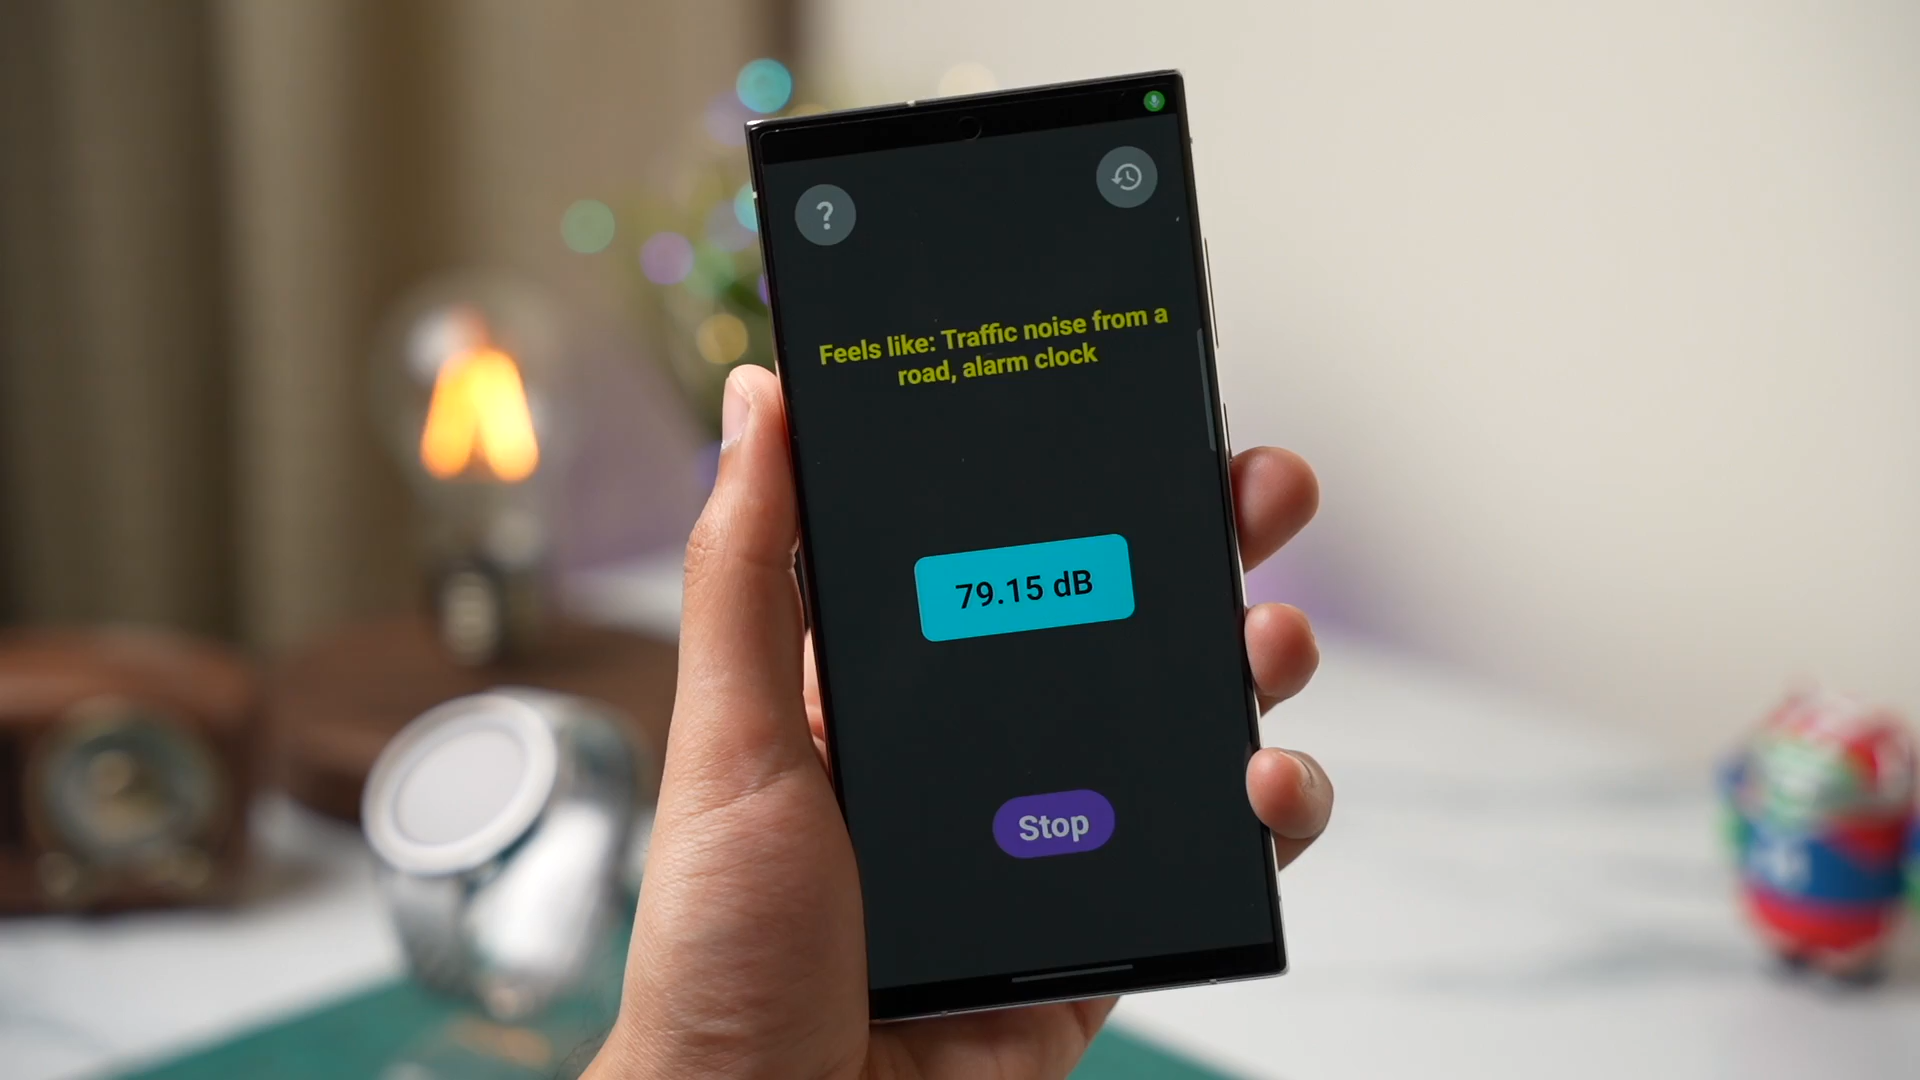 ?
Feels like: Traffic noise from a
road, alarm clock
79.15 dB
Stop